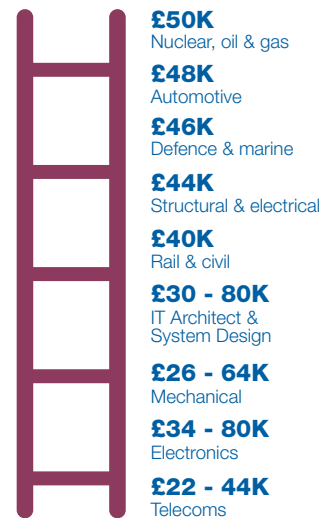 £50K
Nuclear, oil & gas
£48K
Automotive
£46K
Defence & marine
£44K
Structural & electrical
£40K
Rail & civil
£30 - 80K
IT Architect &
System Design
£26 - 64K
Mechanical
£34 - 80K
Electronics
£22 - 44K
Telecoms